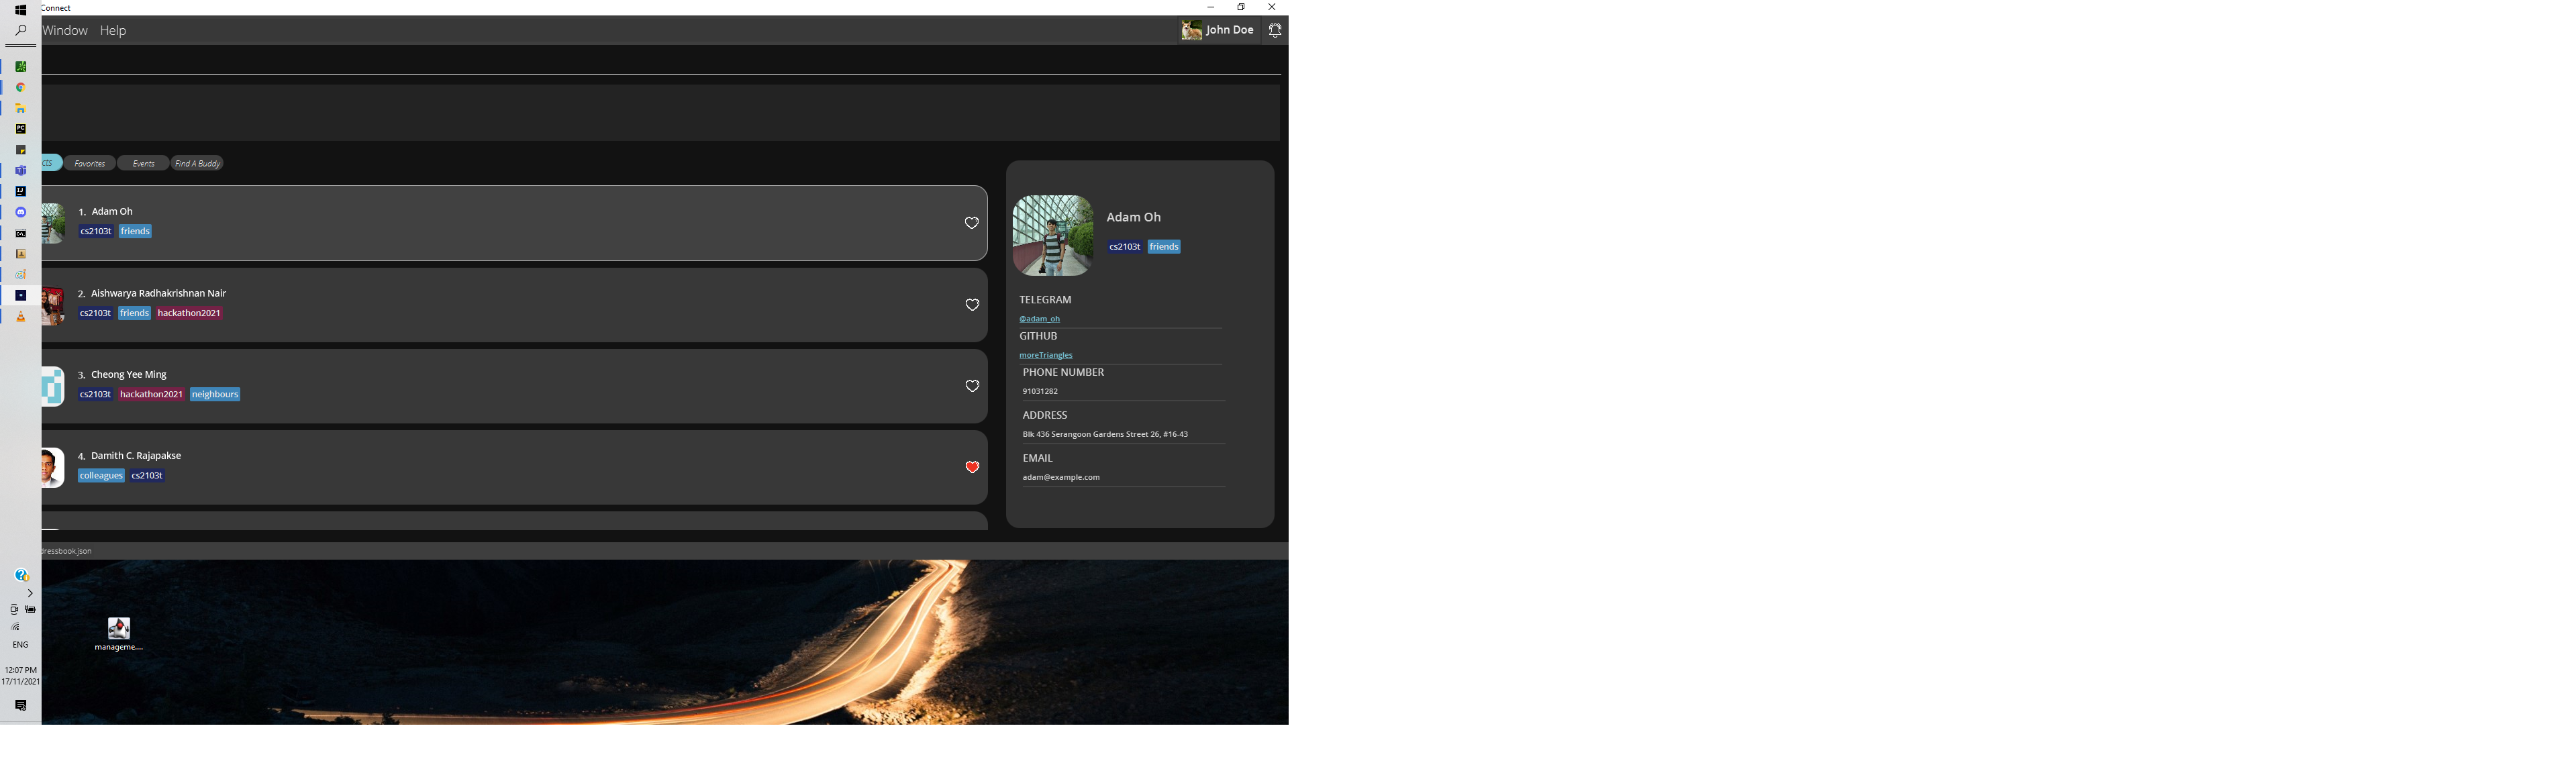 Connect
Window Help
John Doe
Favorites Events Find A Buddy
1. Adam Oh
cs2103t friends
2. Aishwarya Radhakrishnan Nair
cs2103t friends hackathon2021
3. Cheong Yee Ming
cs2103t hackathon2021 neighbours
4. Damith C. Rajapakse
colleagues cs2103t
Adam Oh
cs2103t friends
TELEGRAM
@adam_oh
GITHUB
moreTriangles
PHONE NUMBER
91031282
ADDRESS
Blk 436 Serangoon Gardens Street 26, #16-43
EMAIL
adam@example.com
dressbook.json
manageme....
ENG
12:07 PM
17/11/2021